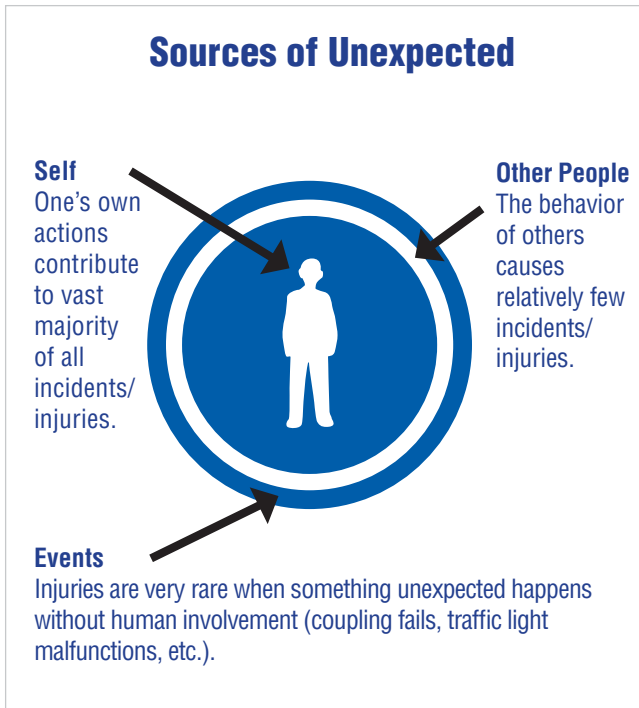 Sources of Unexpected
Self
One's own
actions
contribute
to vast
majority
of all
incidents/
injuries.
Other People
The behavior
of others
causes
relatively few
incidents/
injuries.
Events
Injuries are very rare when something unexpected happens
without human involvement (coupling fails, traffic light
malfunctions, etc.).